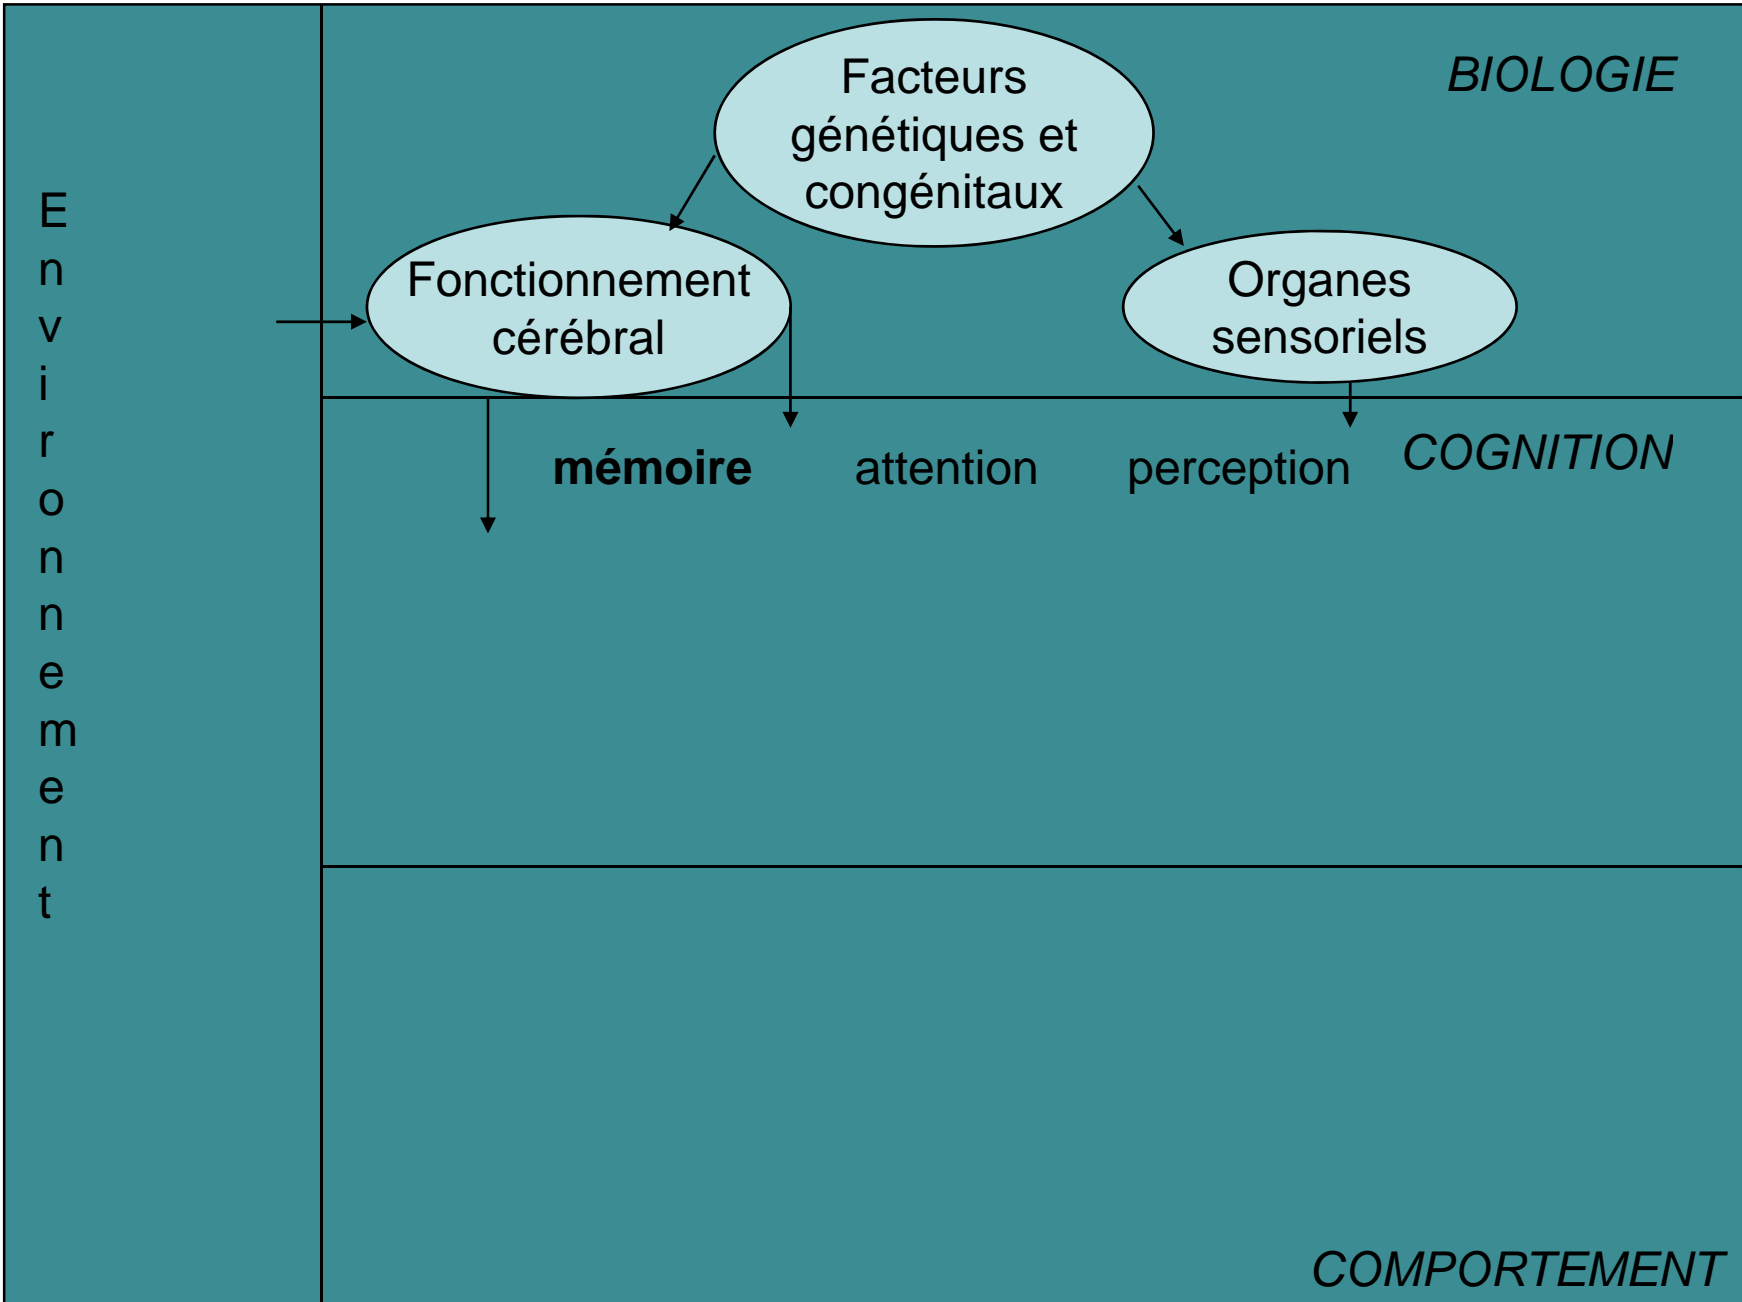 E
n
v
i
r
o
n
n
e
m
e
n
t
BIOLOGIE
Facteurs
génétiques et
congénitaux
Fonctionnement
cérébral
Organes
sensoriels
COGNITION
mémoire attention perception
COMPORTEMENT